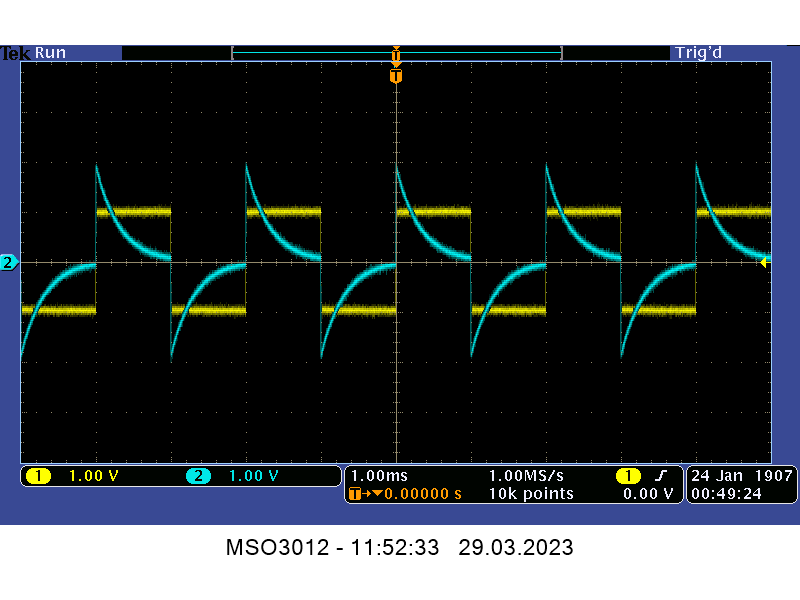 Tek Run Trig'd
T
T
2
1 1.00 V 2 1.00 V 1.00ms 1.00MS/s 1 24 Jan 1907
T→▼0.00000 s 10k points 0.00 V 00:49:24
MSO3012 - 11:52:33 29.03.2023